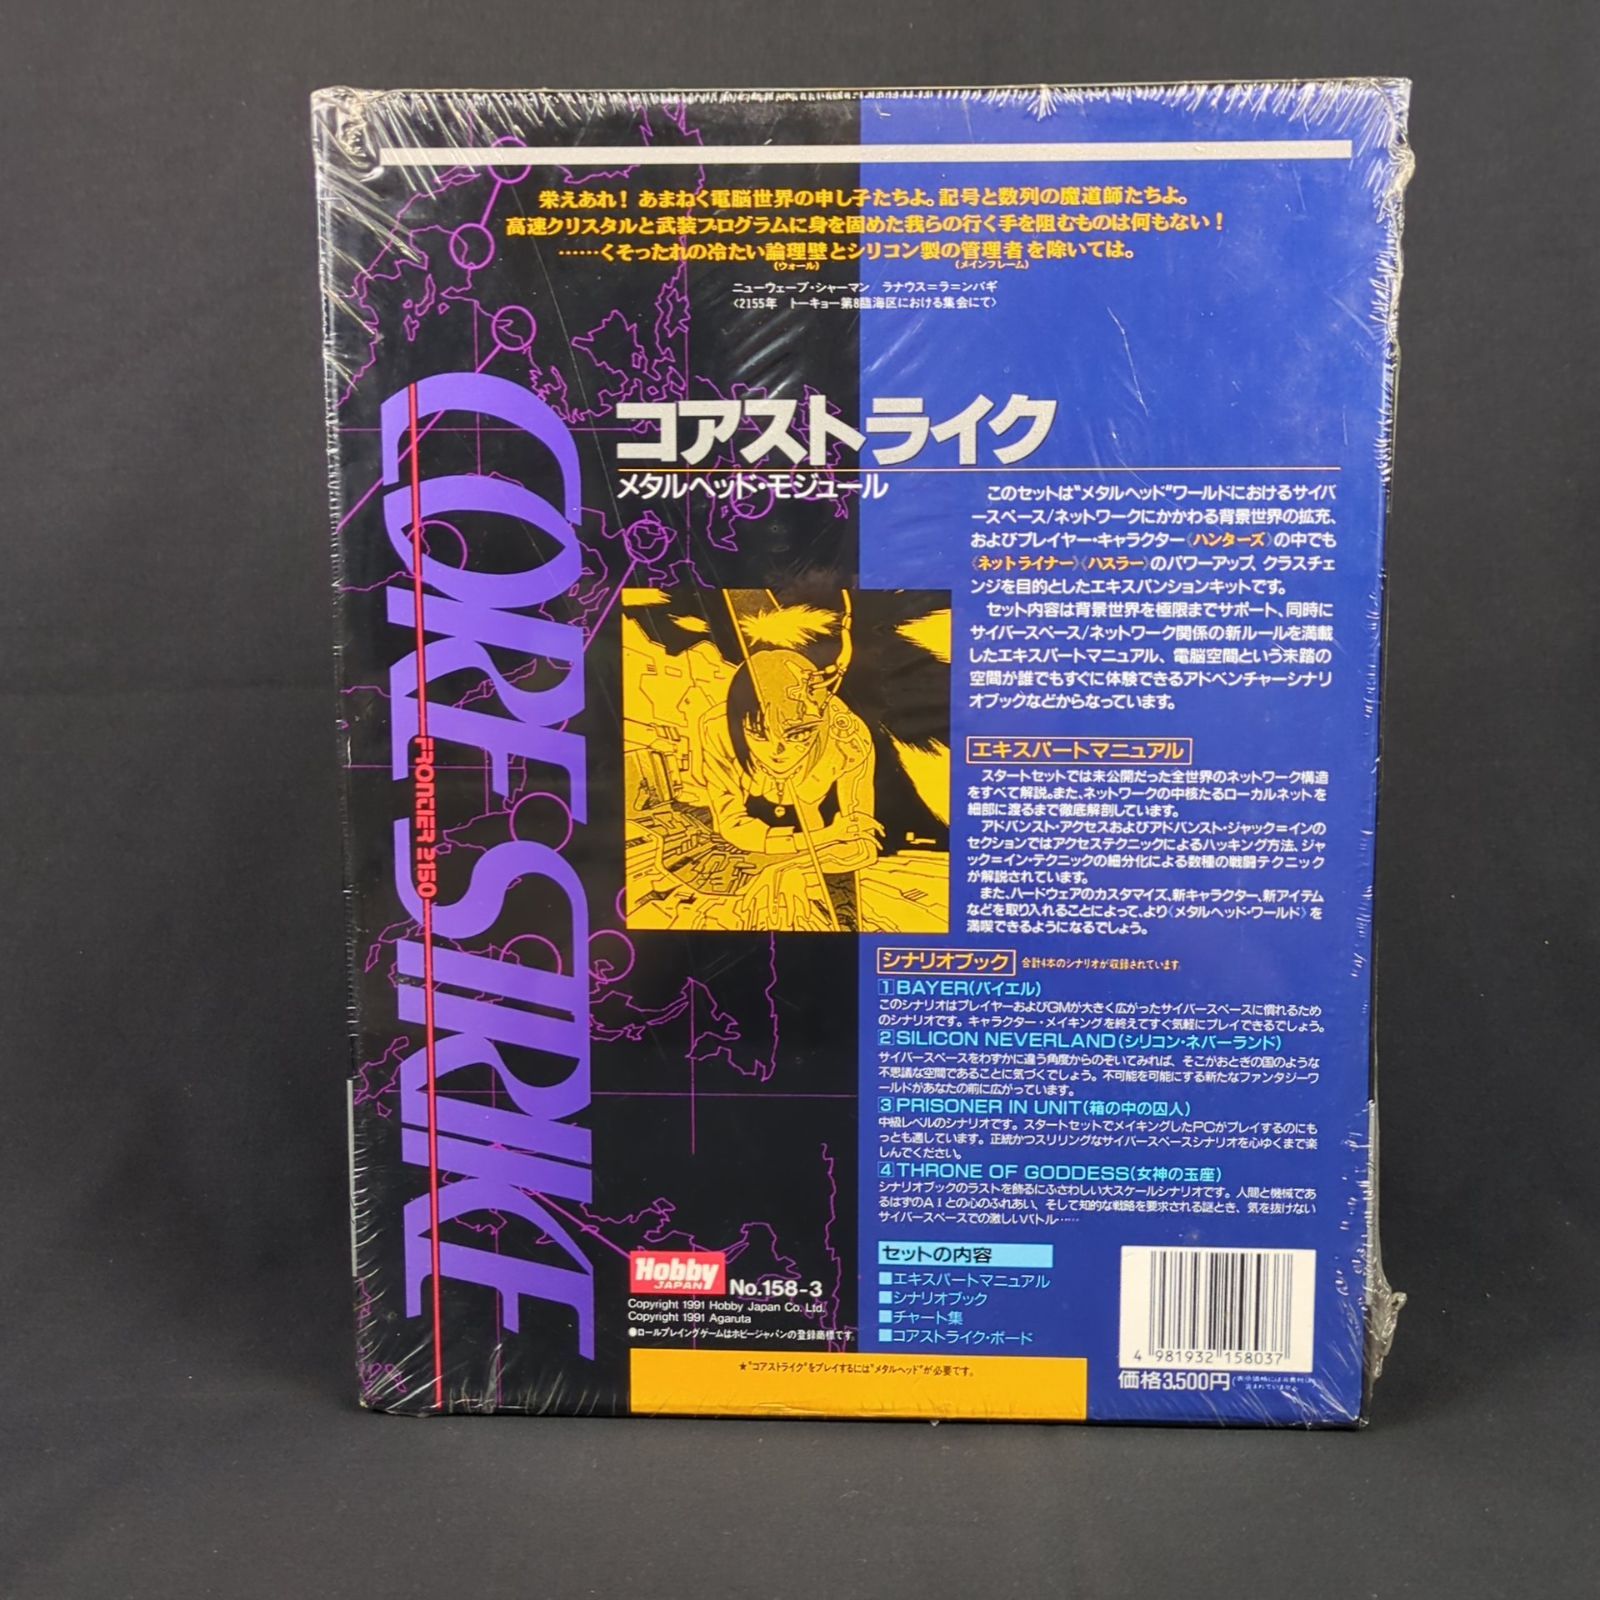 栄えあれ！ あまねく電脳世界の申し子たちよ。記号と数列の魔道師たちよ。
高速クリスタルと武装プログラムに身を固めた我らの行く手を阻むものは何もない！
……くそったれの冷たい論理壁とシリコン製の管理者を除いては。
(ウォール) (メインフレーム)
ニューウェーブ・シャーマン ラナウス=ラ=ンバギ
〈2155年 トーキョー第8臨海区における集会にて〉
CORE STRIKE
FRONTIER 2150
コアストライク
メタルヘッド・モジュール
このセットは"メタルヘッド"ワールドにおけるサイバ
ースペース/ネットワークにかかわる背景世界の拡充、
およびプレイヤー・キャラクター《ハンターズ》の中でも
《ネットライナー》《ハスラー》のパワーアップ、クラスチェ
ンジを目的としたエキスパンションキットです。
セット内容は背景世界を極限までサポート、同時に
サイバースペース/ネットワーク関係の新ルールを満載
したエキスパートマニュアル、電脳空間という未踏の
空間が誰でもすぐに体験できるアドベンチャーシナリ
オブックなどからなっています。
エキスパートマニュアル
スタートセットでは未公開だった全世界のネットワーク構造
をすべて解説。また、ネットワークの中核たるローカルネットを
細部に渡るまで徹底解剖しています。
アドバンスト・アクセスおよびアドバンスト・ジャック=インの
セクションではアクセステクニックによるハッキング方法、ジャ
ック=イン・テクニックの細分化による数種の戦闘テクニック
が解説されています。
また、ハードウェアのカスタマイズ、新キャラクター、新アイテム
などを取り入れることによって、より《メタルヘッド・ワールド》を
満喫できるようになるでしょう。
シナリオブック 合計4本のシナリオが収録されています。
1 BAYER(バイエル)
このシナリオはプレイヤーおよびGMが大きく広がったサイバースペースに慣れるため
のシナリオです。キャラクター・メイキングを終えてすぐ気軽にプレイできるでしょう。
2 SILICON NEVERLAND(シリコン・ネバーランド)
サイバースペースをわずかに違う角度からのぞいてみれば、そこがおとぎの国のような
不思議な空間であることに気づくでしょう。不可能を可能にする新たなファンタジーワ
ールドがあなたの前に広がっています。
3 PRISONER IN UNIT(箱の中の囚人)
中級レベルのシナリオです。スタートセットでメイキングしたPCがプレイするのにも
っとも適しています。正統かつスリリングなサイバースペースシナリオを心ゆくまで楽
しんでください。
4 THRONE OF GODDESS(女神の玉座)
シナリオブックのラストを飾るにふさわしい大スケールシナリオです。人間と機械であ
るはずのAIとの心のふれあい、そして知的な戦略を要求される謎とき、気を抜けない
サイバースペースでの激しいバトル……
セットの内容
■エキスパートマニュアル
■シナリオブック
■チャート集
■コアストライク・ボード
Hobby JAPAN No.158-3
Copyright 1991 Hobby Japan Co. Ltd.
Copyright 1991 Agaruta
●ロールプレイングゲームはホビージャパンの登録商標です。
★"コアストライク"をプレイするには"メタルヘッド"が必要です。
4 981932 158037
価格3,500円(表示価格には消費税は
含まれていません)